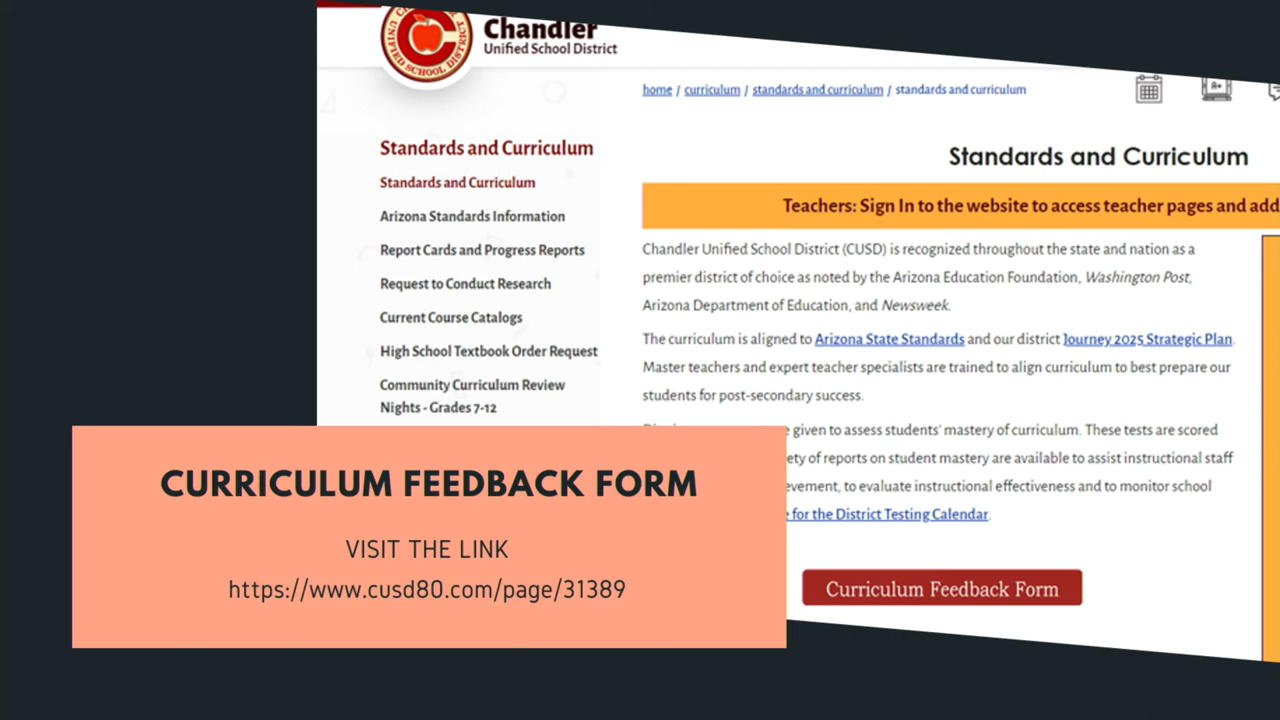 Chandler
Unified School District
UNIFIED SCHOOL DISTRICT
home / curriculum / standards and curriculum / standards and curriculum
A+
Standards and Curriculum
Standards and Curriculum
Arizona Standards Information
Report Cards and Progress Reports
Request to Conduct Research
Current Course Catalogs
High School Textbook Order Request
Community Curriculum Review
Nights - Grades 7-12
Standards and Curriculum
Teachers: Sign In to the website to access teacher pages and add
Chandler Unified School District (CUSD) is recognized throughout the state and nation as a
premier district of choice as noted by the Arizona Education Foundation, Washington Post,
Arizona Department of Education, and Newsweek.
The curriculum is aligned to Arizona State Standards and our district Journey 2025 Strategic Plan.
Master teachers and expert teacher specialists are trained to align curriculum to best prepare our
students for post-secondary success.
given to assess students' mastery of curriculum. These tests are scored
ety of reports on student mastery are available to assist instructional staff
evement, to evaluate instructional effectiveness and to monitor school
for the District Testing Calendar.
Curriculum Feedback Form
CURRICULUM FEEDBACK FORM
VISIT THE LINK
https://www.cusd80.com/page/31389